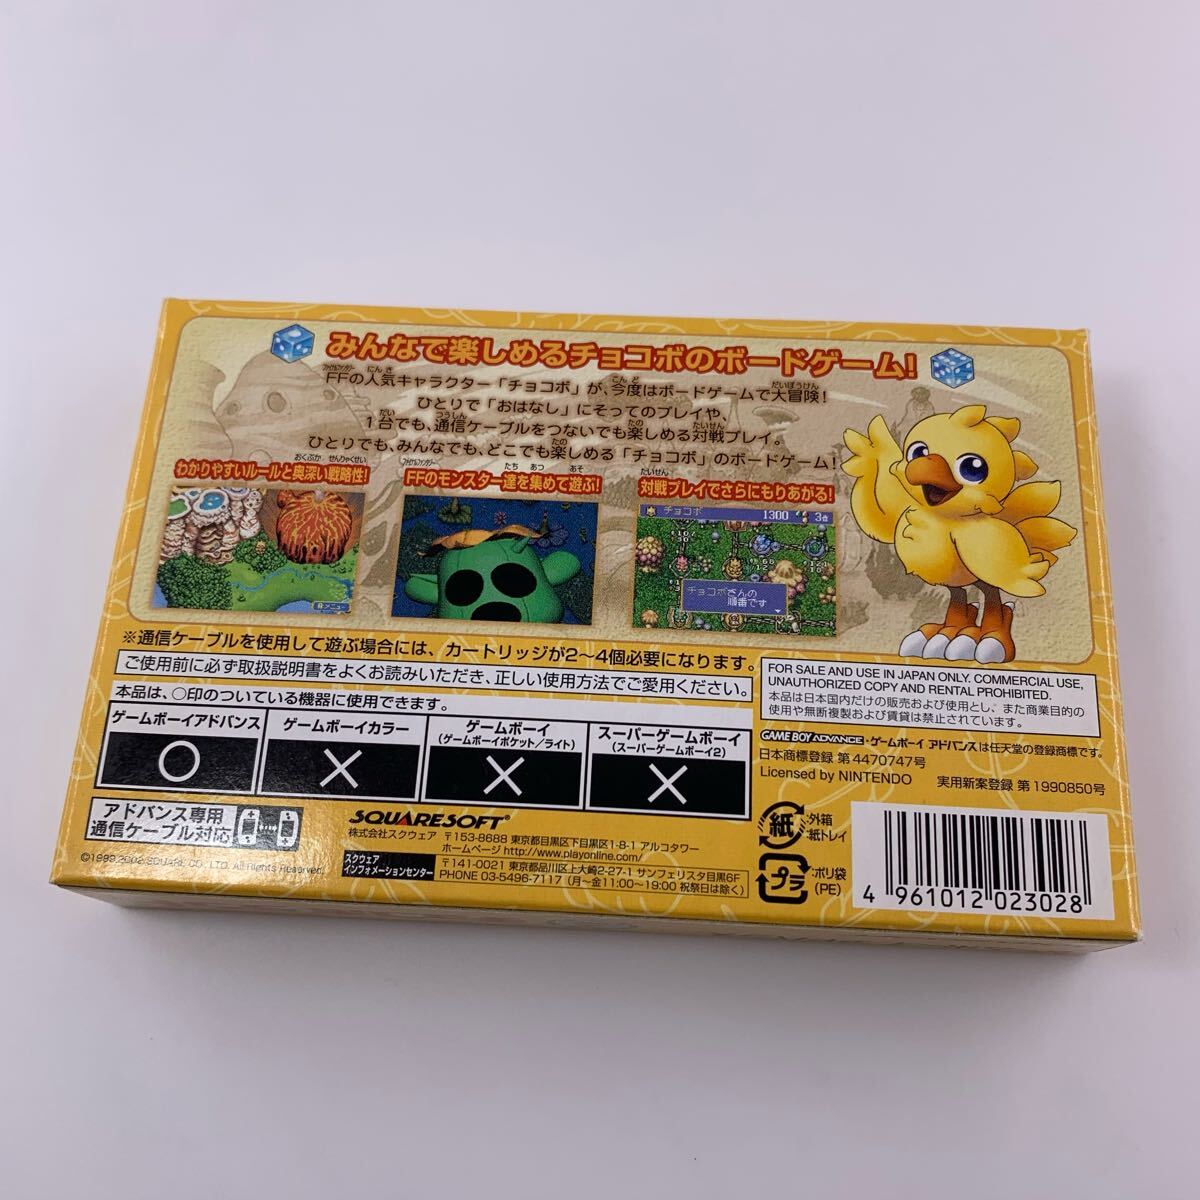 みんなで楽しめるチョコボのボードゲーム!
FFの人気キャラクター「チョコボ」が、今度はボードゲームで大冒険!
ひとりで「おはなし」にそってのプレイや、
1台でも、通信ケーブルをつないでも楽しめる対戦プレイ。
ひとりでも、みんなでも、どこでも楽しめる「チョコボ」のボードゲーム!
わかりやすいルールと奥深い戦略性!
FFのモンスター達を集めて遊ぶ!
対戦プレイでさらにもりあがる!
チョコボ 1300 3
チョコボさんの
順番です
※通信ケーブルを使用して遊ぶ場合には、カートリッジが2〜4個必要になります。
ご使用前に必ず取扱説明書をよくお読みいただき、正しい使用方法でご愛用ください。
本品は、○印のついている機器に使用できます。
ゲームボーイアドバンス
ゲームボーイカラー
ゲームボーイ
(ゲームボーイポケット/ライト)
スーパーゲームボーイ
(スーパーゲームボーイ2)
○ × × ×
FOR SALE AND USE IN JAPAN ONLY. COMMERCIAL USE,
UNAUTHORIZED COPY AND RENTAL PROHIBITED.
本品は日本国内だけの販売および使用とし、また商業目的の
使用や無断複製および賃貸は禁止されています。
GAME BOY ADVANCE・ゲームボーイ アドバンスは任天堂の登録商標です。
日本商標登録 第4470747号
Licensed by NINTENDO 実用新案登録 第1990850号
アドバンス専用
通信ケーブル対応
©1999,2002 SQUARE CO., LTD. All Rights Reserved.
SQUARESOFT®
株式会社スクウェア 〒153-8688 東京都目黒区下目黒1-8-1 アルコタワー
ホームページ http://www.playonline.com/
スクウェア
インフォメーションセンター
〒141-0021 東京都品川区上大崎2-27-1 サンフェリスタ目黒6F
PHONE 03-5496-7117 (月〜金11:00〜19:00 祝祭日は除く)
紙
:外箱
・紙トレイ
プラ
:ポリ袋
(PE)
4 961012 023028